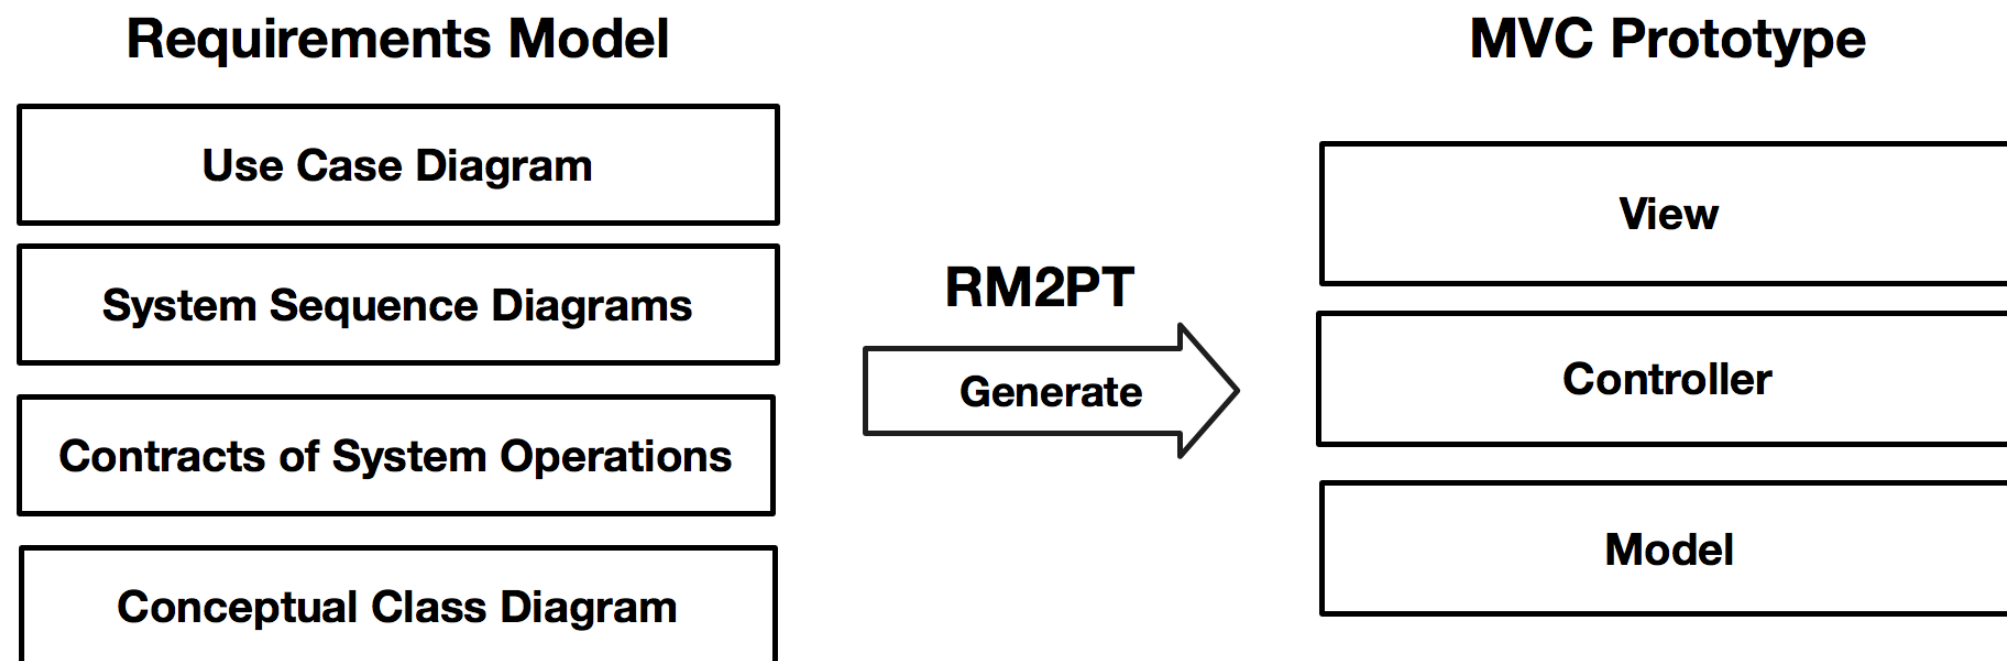 Requirements Model
Use Case Diagram
System Sequence Diagrams
Contracts of System Operations
Conceptual Class Diagram
RM2PT
Generate
MVC Prototype
View
Controller
Model